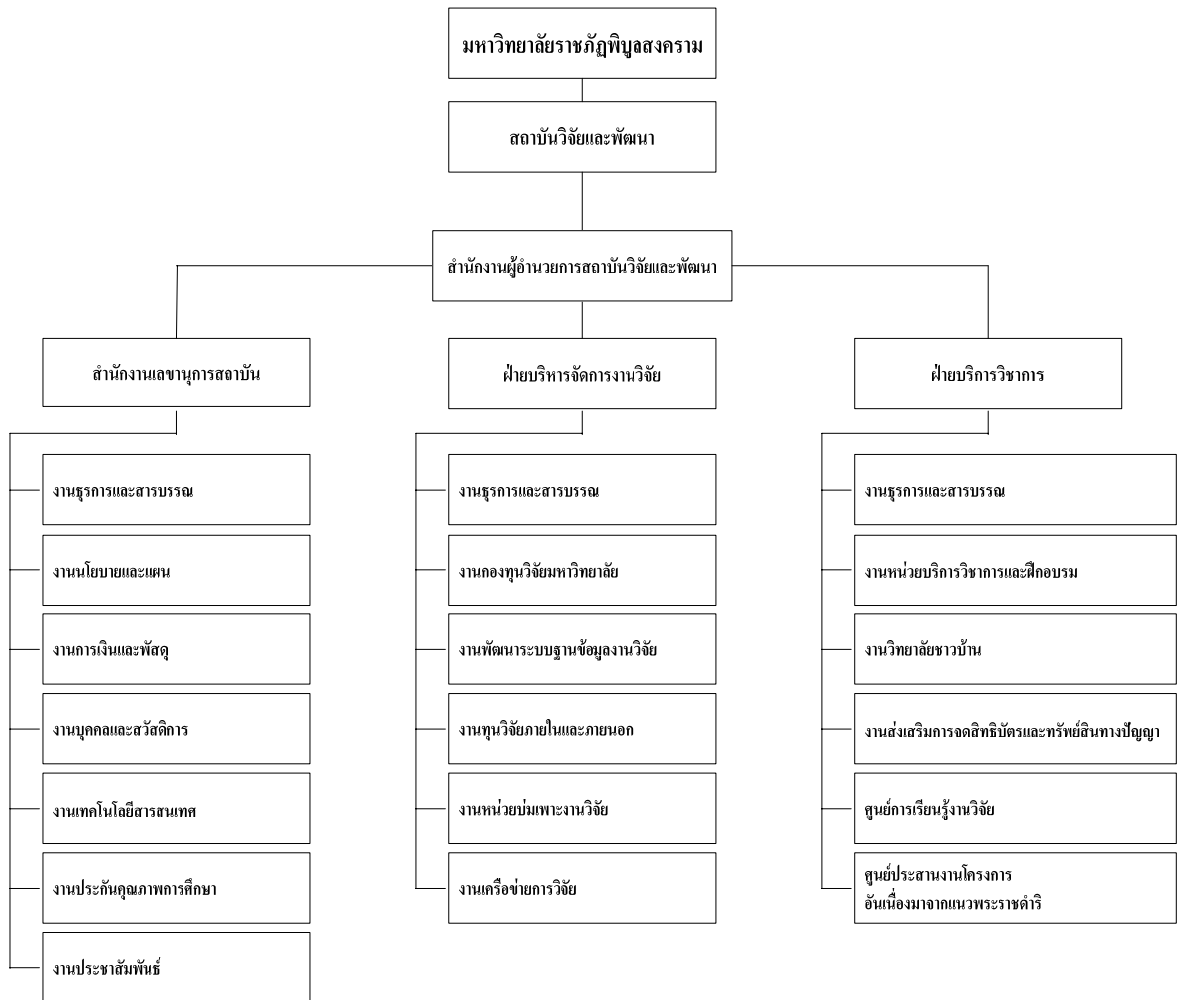 มหาวิทยาลัยราชภัฏพิบูลสงคราม
สถาบันวิจัยและพัฒนา
สำนักงานผู้อำนวยการสถาบันวิจัยและพัฒนา
สำนักงานเลขานุการสถาบัน
งานธุรการและสารบรรณ
งานนโยบายและแผน
งานการเงินและพัสดุ
งานบุคคลและสวัสดิการ
งานเทคโนโลยีสารสนเทศ
งานประกันคุณภาพการศึกษา
งานประชาสัมพันธ์
ฝ่ายบริหารจัดการงานวิจัย
งานธุรการและสารบรรณ
งานกองทุนวิจัยมหาวิทยาลัย
งานพัฒนาระบบฐานข้อมูลงานวิจัย
งานทุนวิจัยภายในและภายนอก
งานหน่วยบ่มเพาะงานวิจัย
งานเครือข่ายการวิจัย
ฝ่ายบริการวิชาการ
งานธุรการและสารบรรณ
งานหน่วยบริการวิชาการและฝึกอบรม
งานวิทยาลัยชาวบ้าน
งานส่งเสริมการจดสิทธิบัตรและทรัพย์สินทางปัญญา
ศูนย์การเรียนรู้งานวิจัย
ศูนย์ประสานงานโครงการ
อันเนื่องมาจากแนวพระราชดำริ